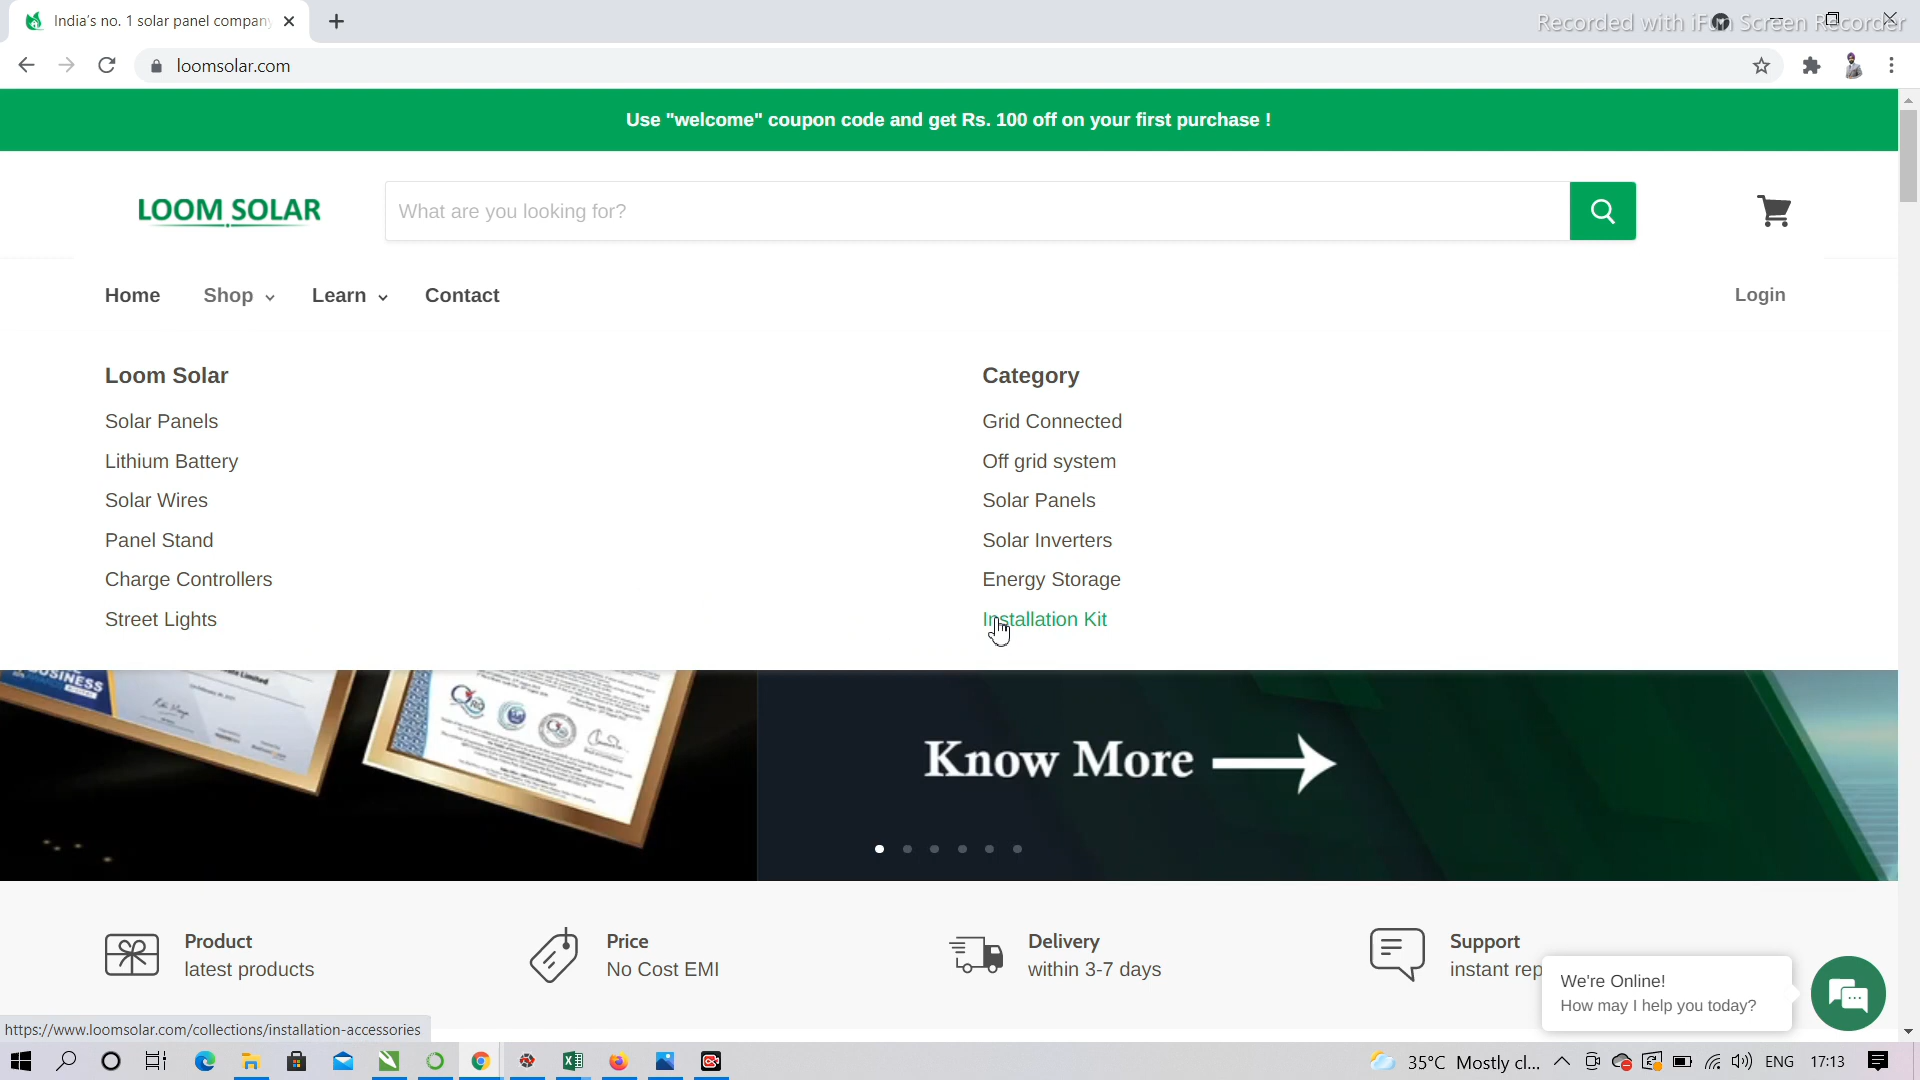 India's no. 1 solar panel company
Recorded with iFun Screen Recorder
loomsolar.com
Use "welcome" coupon code and get Rs. 100 off on your first purchase !
LOOM SOLAR
What are you looking for?
Home Shop Learn Contact Login
Loom Solar
Solar Panels
Lithium Battery
Solar Wires
Panel Stand
Charge Controllers
Street Lights
Category
Grid Connected
Off grid system
Solar Panels
Solar Inverters
Energy Storage
Installation Kit
BUSINESS
Know More
Product
latest products
Price
No Cost EMI
Delivery
within 3-7 days
Support
instant rep
We're Online!
How may I help you today?
https://www.loomsolar.com/collections/installation-accessories
35°C Mostly cl... ENG 17:13